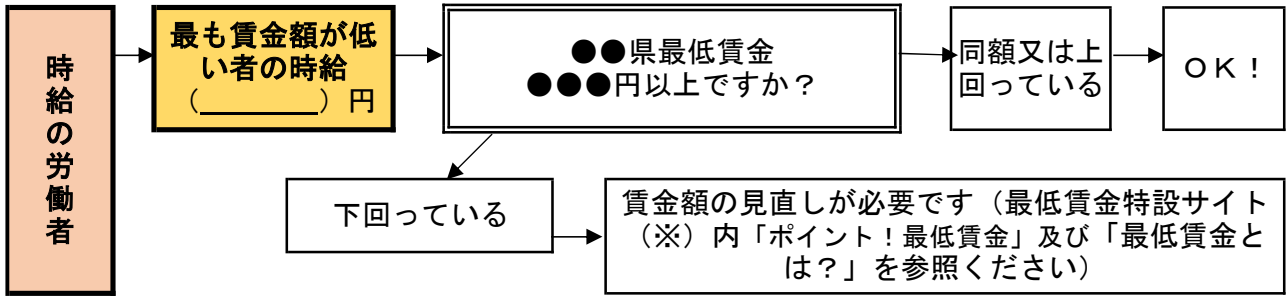 時給の労働者
最も賃金額が低
い者の時給
（＿＿＿＿）円
●●県最低賃金
●●●円以上ですか？
同額又は上
回っている
ＯＫ！
下回っている
賃金額の見直しが必要です（最低賃金特設サイト
（※）内「ポイント！最低賃金」及び「最低賃金と
は？」を参照ください）